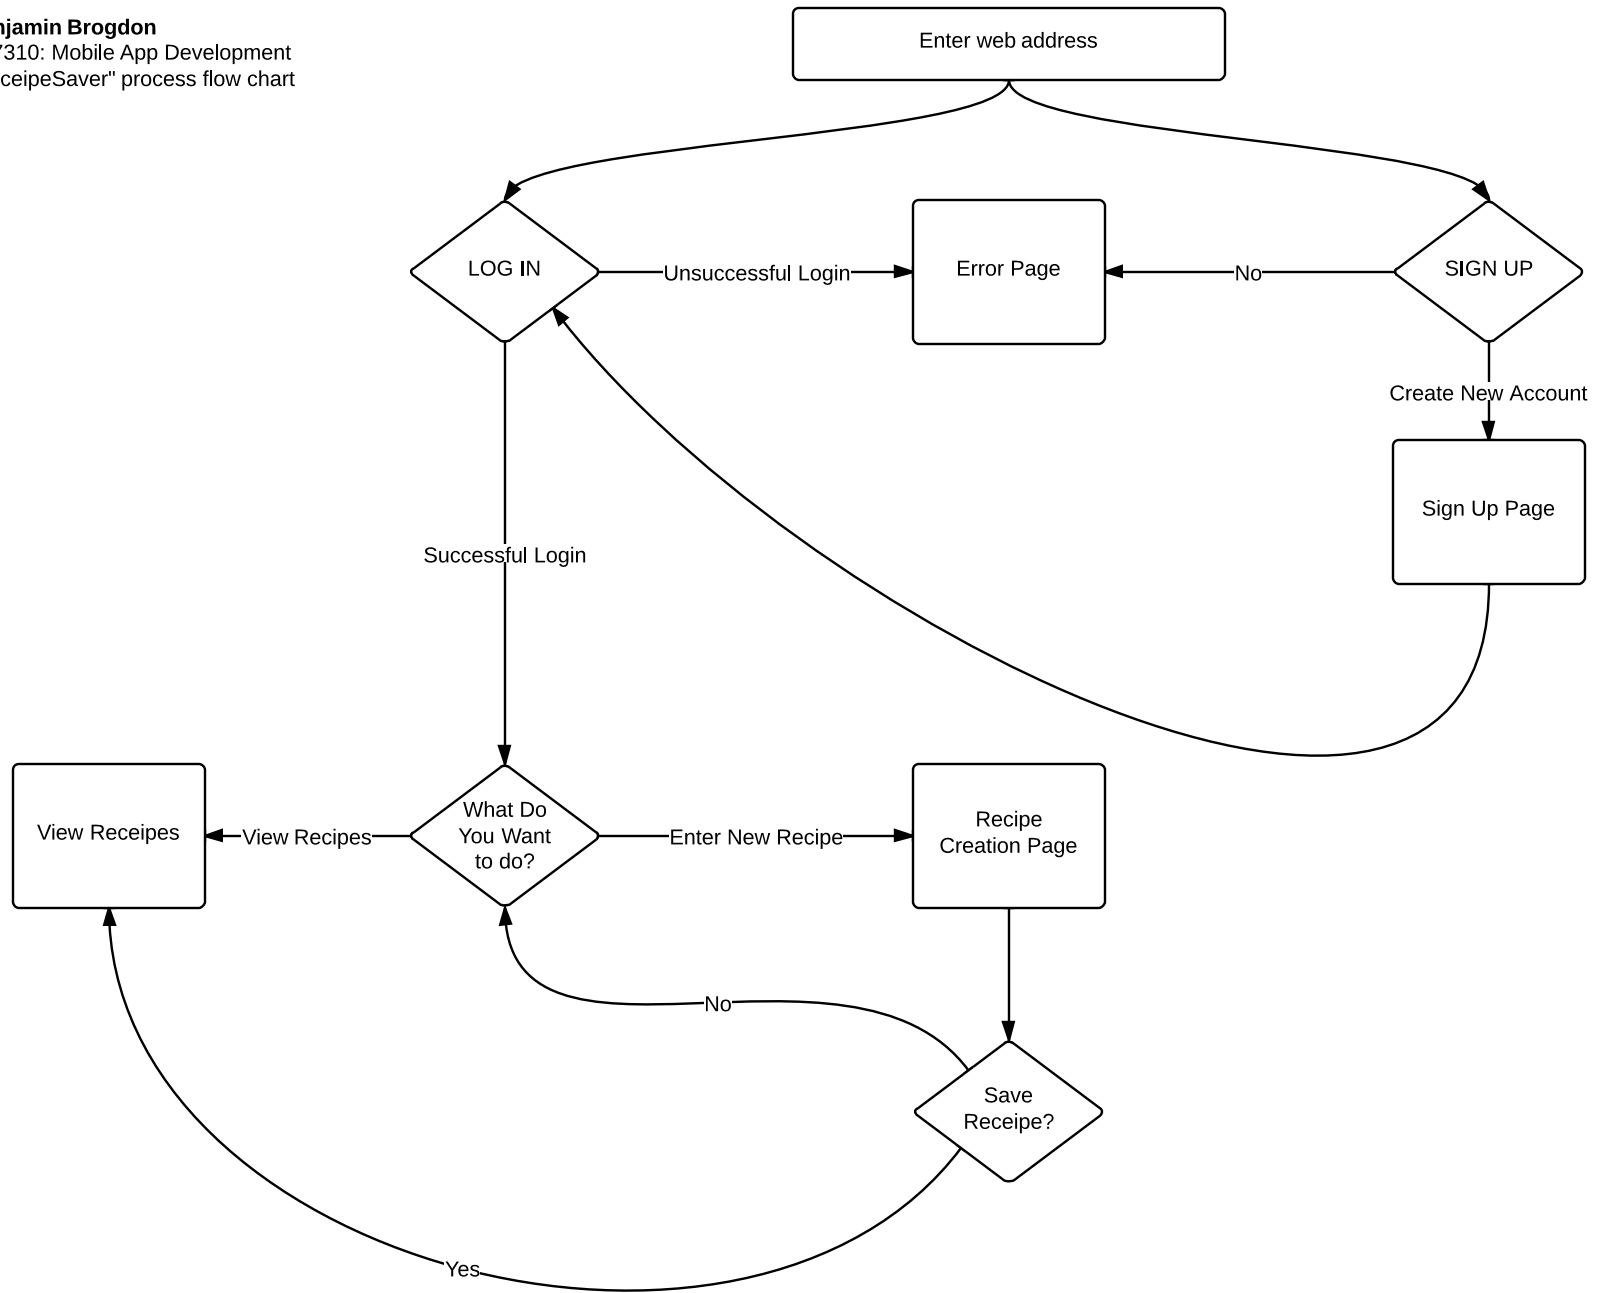 njamin Brogdon
7310: Mobile App Development
ceipeSaver" process flow chart
Enter web address
LOG IN
Unsuccessful Login
Error Page
No
SIGN UP
Create New Account
Sign Up Page
Successful Login
View Receipes
View Recipes
What Do
You Want
to do?
Enter New Recipe
Recipe
Creation Page
No
Save
Receipe?
Yes